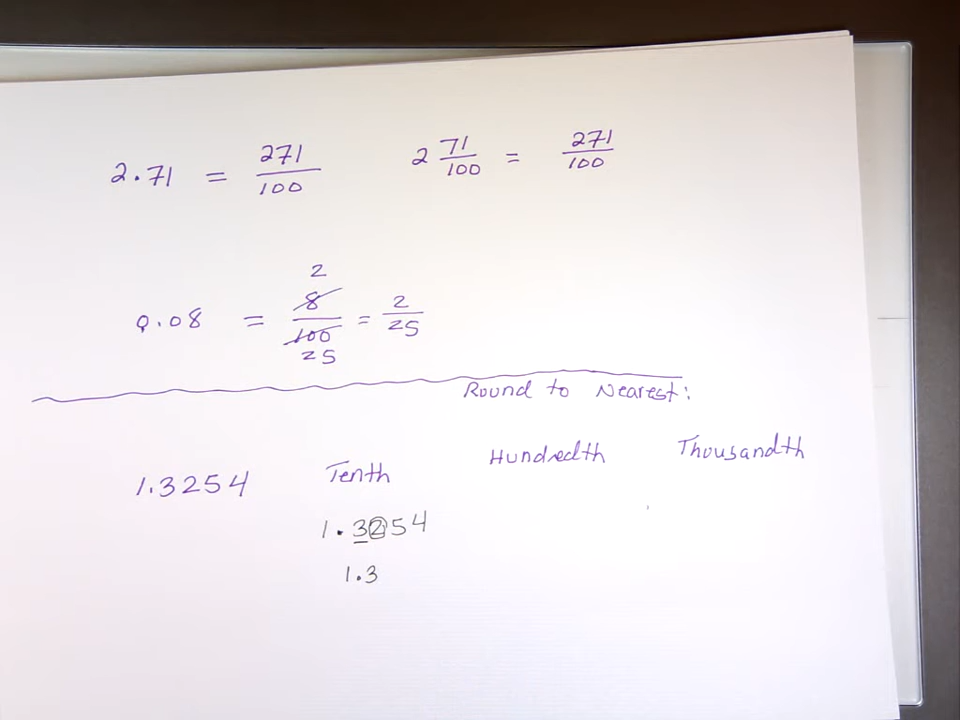 2.71 = 271/100   2 71/100 = 271/100
2
0.08 = 8/100 = 2/25
25
Round to Nearest:
1.3254 Tenth Hundredth Thousandth
1.3254
1.3